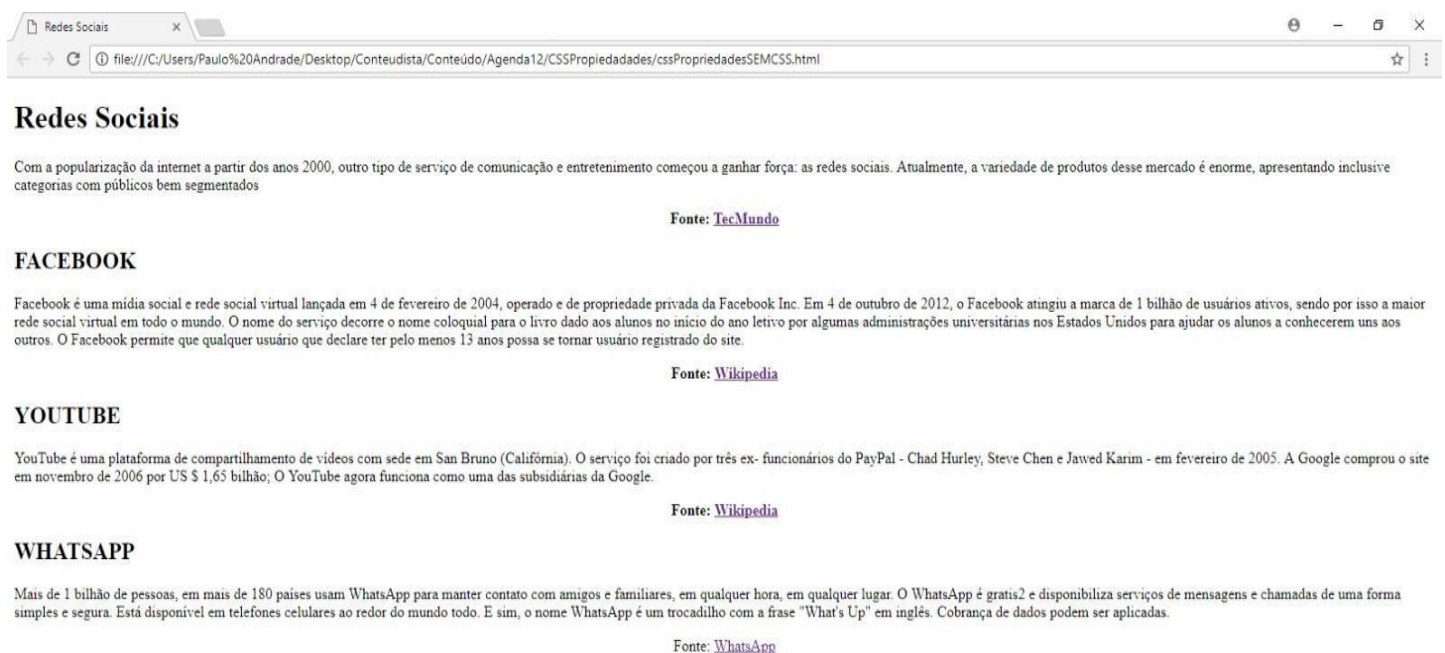 Redes Sociais
file:///C:/Users/Paulo%20Andrade/Desktop/Conteudista/Conteúdo/Agenda12/CSSPropiedadades/cssPropriedadesSEMCSS.html
Redes Sociais
Com a popularização da internet a partir dos anos 2000, outro tipo de serviço de comunicação e entretenimento começou a ganhar força: as redes sociais. Atualmente, a variedade de produtos desse mercado é enorme, apresentando inclusive
categorias com públicos bem segmentados
Fonte: TecMundo
FACEBOOK
Facebook é uma mídia social e rede social virtual lançada em 4 de fevereiro de 2004, operado e de propriedade privada da Facebook Inc. Em 4 de outubro de 2012, o Facebook atingiu a marca de 1 bilhão de usuários ativos, sendo por isso a maior
rede social virtual em todo o mundo. O nome do serviço decorre o nome coloquial para o livro dado aos alunos no início do ano letivo por algumas administrações universitárias nos Estados Unidos para ajudar os alunos a conhecerem uns aos
outros. O Facebook permite que qualquer usuário que declare ter pelo menos 13 anos possa se tornar usuário registrado do site.
Fonte: Wikipedia
YOUTUBE
YouTube é uma plataforma de compartilhamento de vídeos com sede em San Bruno (Califórnia). O serviço foi criado por três ex- funcionários do PayPal - Chad Hurley, Steve Chen e Jawed Karim - em fevereiro de 2005. A Google comprou o site
em novembro de 2006 por US $ 1,65 bilhão; O YouTube agora funciona como uma das subsidiárias da Google.
Fonte: Wikipedia
WHATSAPP
Mais de 1 bilhão de pessoas, em mais de 180 países usam WhatsApp para manter contato com amigos e familiares, em qualquer hora, em qualquer lugar. O WhatsApp é gratis2 e disponibiliza serviços de mensagens e chamadas de uma forma
simples e segura. Está disponível em telefones celulares ao redor do mundo todo. E sim, o nome WhatsApp é um trocadilho com a frase "What's Up" em inglês. Cobrança de dados podem ser aplicadas.
Fonte: WhatsApp